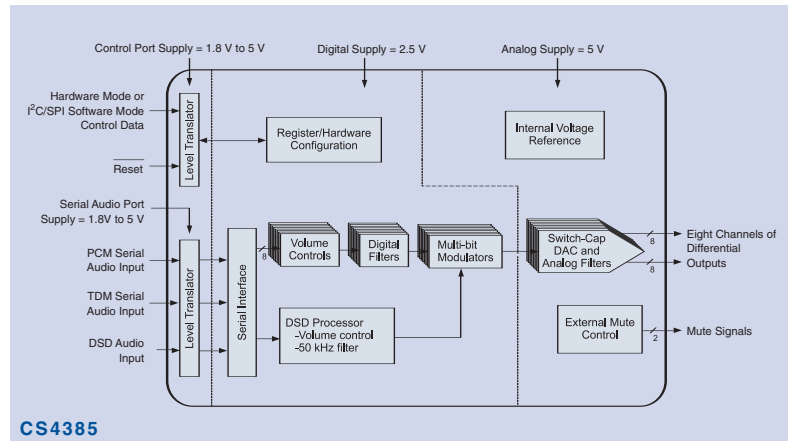 Control Port Supply = 1.8 V to 5 V
Digital Supply = 2.5 V
Analog Supply = 5 V
Hardware Mode or
I²C/SPI Software Mode
Control Data
Reset
Level Translator
Register/Hardware
Configuration
Internal Voltage
Reference
Serial Audio Port
Supply = 1.8V to 5 V
PCM Serial
Audio Input
TDM Serial
Audio Input
DSD Audio
Input
Level Translator
Serial Interface
8
Volume
Controls
Digital
Filters
Multi-bit
Modulators
Switch-Cap
DAC and
Analog Filters
8
8
Eight Channels of
Differential
Outputs
DSD Processor
-Volume control
-50 kHz filter
External Mute
Control
2
Mute Signals
CS4385